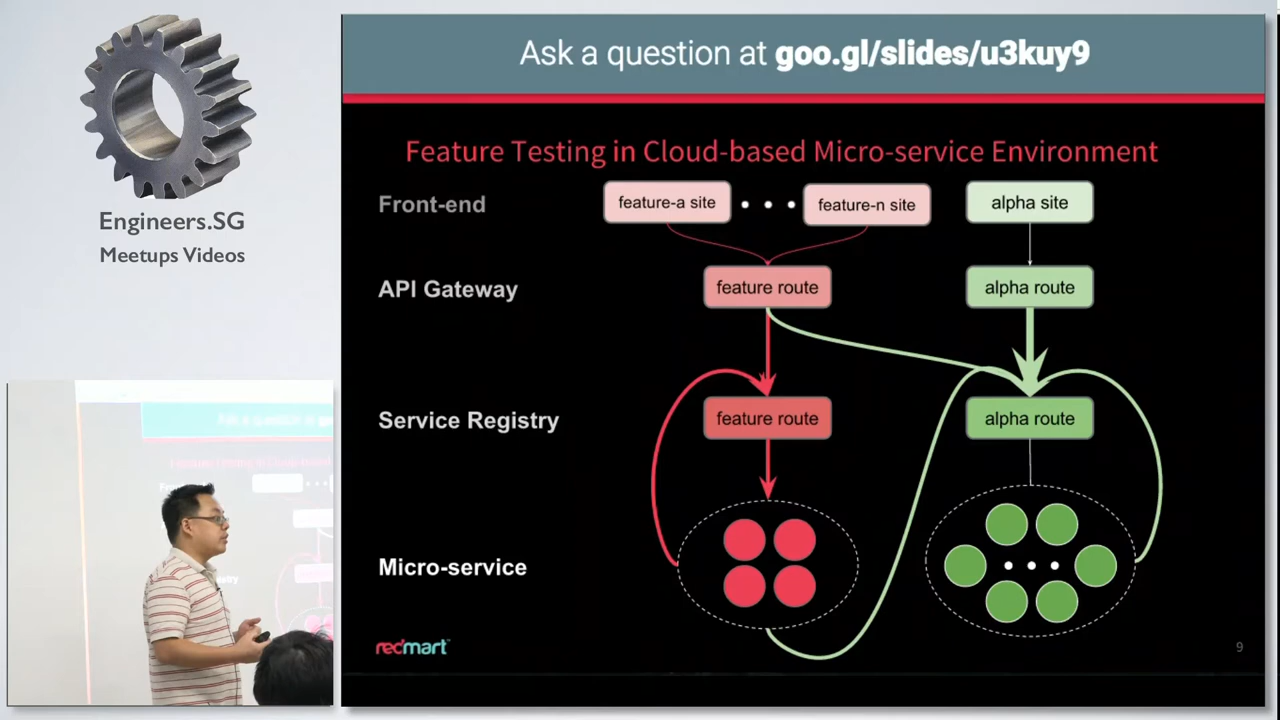 Engineers.SG
Meetups Videos
Ask a question at goo.gl/slides/u3kuy9
Feature Testing in Cloud-based Micro-service Environment
Front-end
feature-a site
feature-n site
alpha site
API Gateway
feature route
alpha route
Service Registry
feature route
alpha route
Micro-service
redmart
9